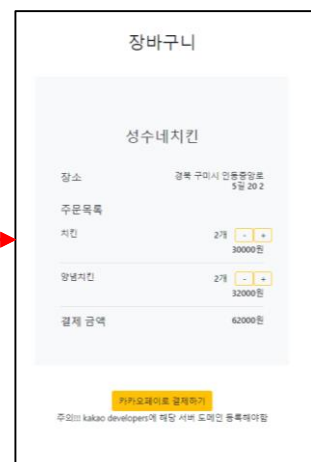 장바구니
성수네치킨
장소 경북 구미시 인동중앙로
5길 20 2
주문목록
치킨 2개 - +
30000원
양념치킨 2개 - +
32000원
결제 금액 62000원
카카오페이로 결제하기
주의!!! kakao developers에 해당 서버 도메인 등록해야함